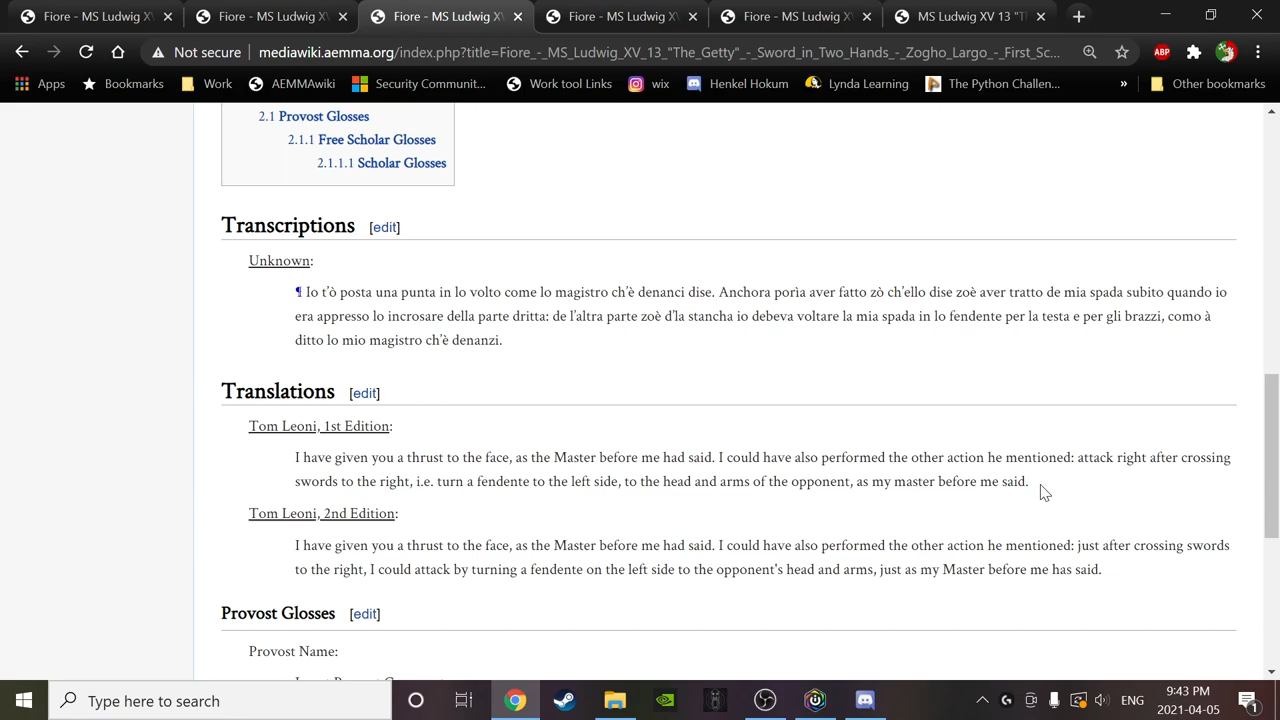 Fiore - MS Ludwig XV
Fiore - MS Ludwig XV
Fiore - MS Ludwig XV
Fiore - MS Ludwig XV
Fiore - MS Ludwig XV
MS Ludwig XV 13 "T
Not secure
mediawiki.aemma.org/index.php?title=Fiore_-_MS_Ludwig_XV_13_"The_Getty"_-_Sword_in_Two_Hands_-_Zogho_Largo_-_First_Sc...
ABP
Apps
Bookmarks
Work
AEMMAwiki
Security Communit...
Work tool Links
wix
Henkel Hokum
Lynda Learning
The Python Challen...
»
Other bookmarks
2.1 Provost Glosses
2.1.1 Free Scholar Glosses
2.1.1.1 Scholar Glosses
Transcriptions [edit]
Unknown:
¶ Io t'ò posta una punta in lo volto come lo magistro ch'è denanci dise. Anchora porìa aver fatto zò ch'ello dise zoè aver tratto de mia spada subito quando io
era appresso lo incrosare della parte dritta: de l'altra parte zoè d'la stancha io debeva voltare la mia spada in lo fendente per la testa e per gli brazzi, como à
ditto lo mio magistro ch'è denanzi.
Translations [edit]
Tom Leoni, 1st Edition:
I have given you a thrust to the face, as the Master before me had said. I could have also performed the other action he mentioned: attack right after crossing
swords to the right, i.e. turn a fendente to the left side, to the head and arms of the opponent, as my master before me said.
Tom Leoni, 2nd Edition:
I have given you a thrust to the face, as the Master before me had said. I could have also performed the other action he mentioned: just after crossing swords
to the right, I could attack by turning a fendente on the left side to the opponent's head and arms, just as my Master before me has said.
Provost Glosses [edit]
Provost Name:
Type here to search
ENG
9:43 PM
2021-04-05
1